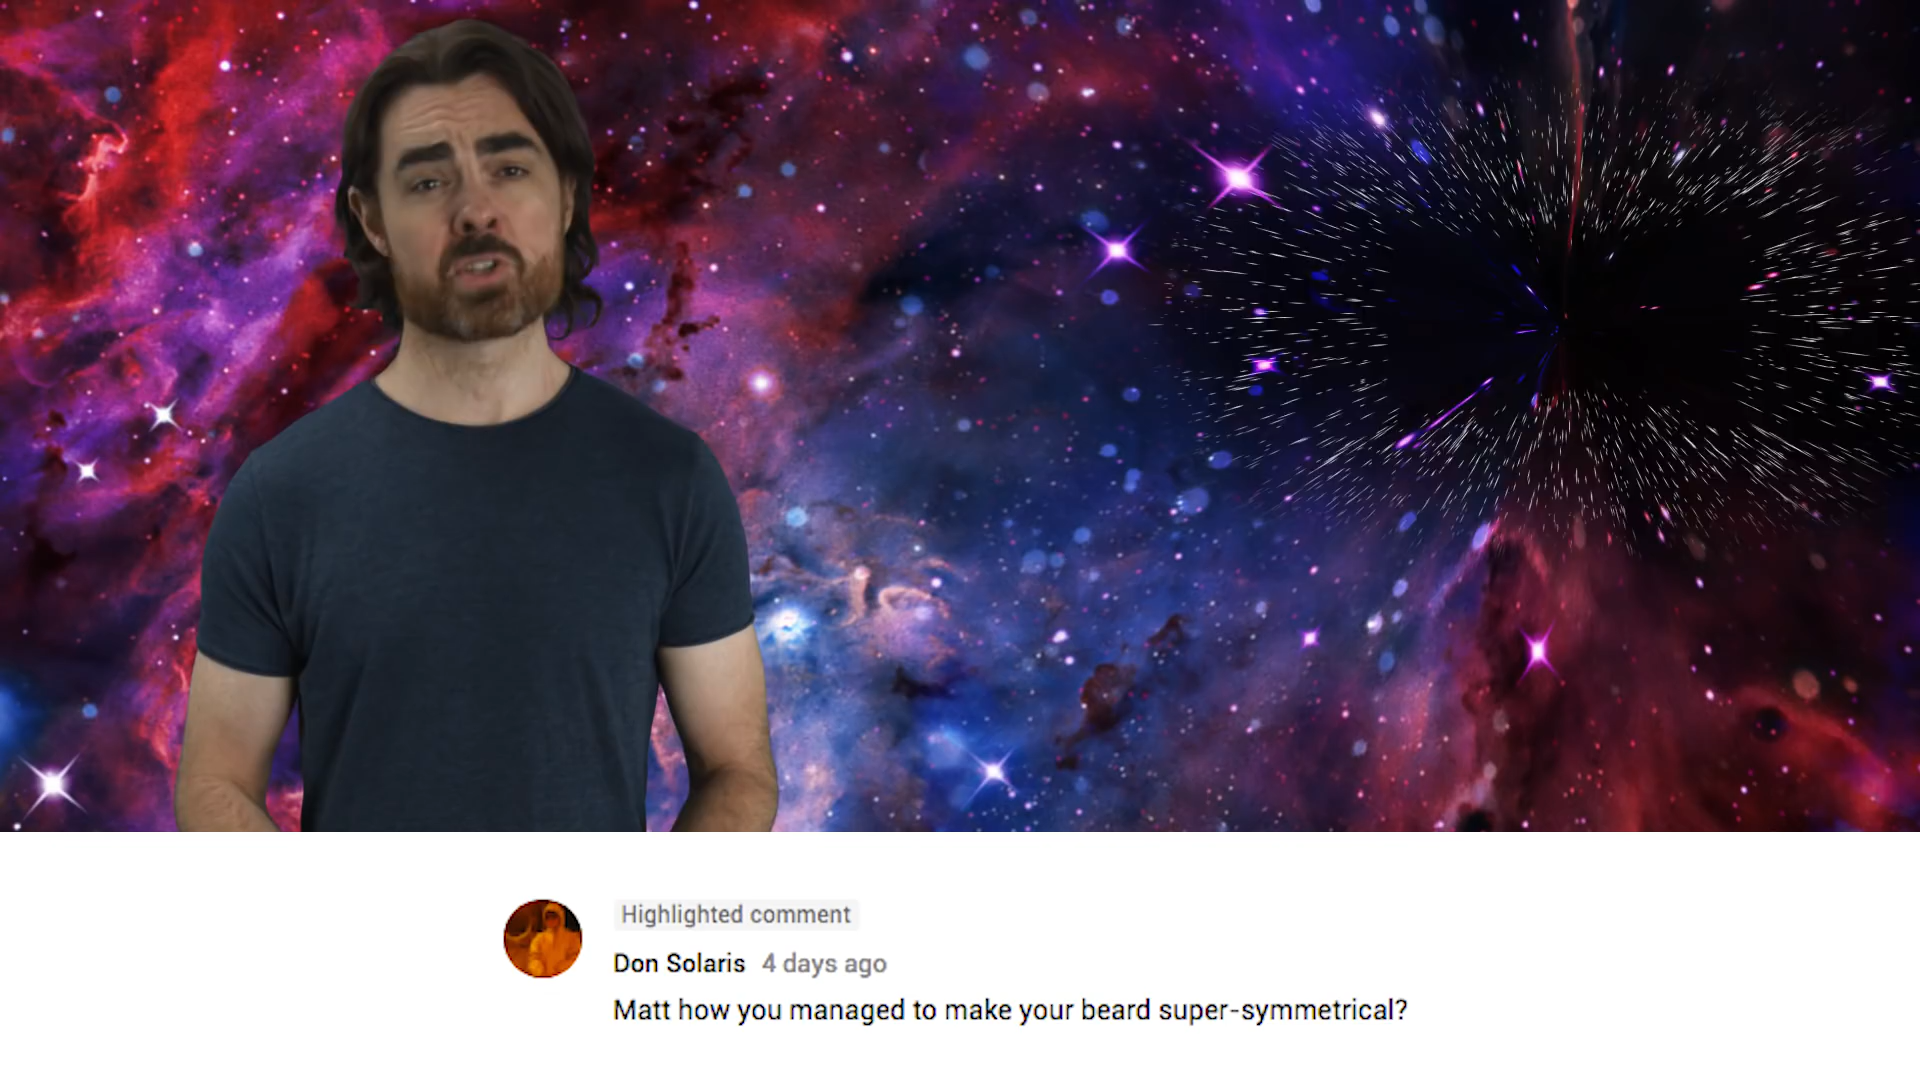 Highlighted comment
Don Solaris 4 days ago
Matt how you managed to make your beard super-symmetrical?